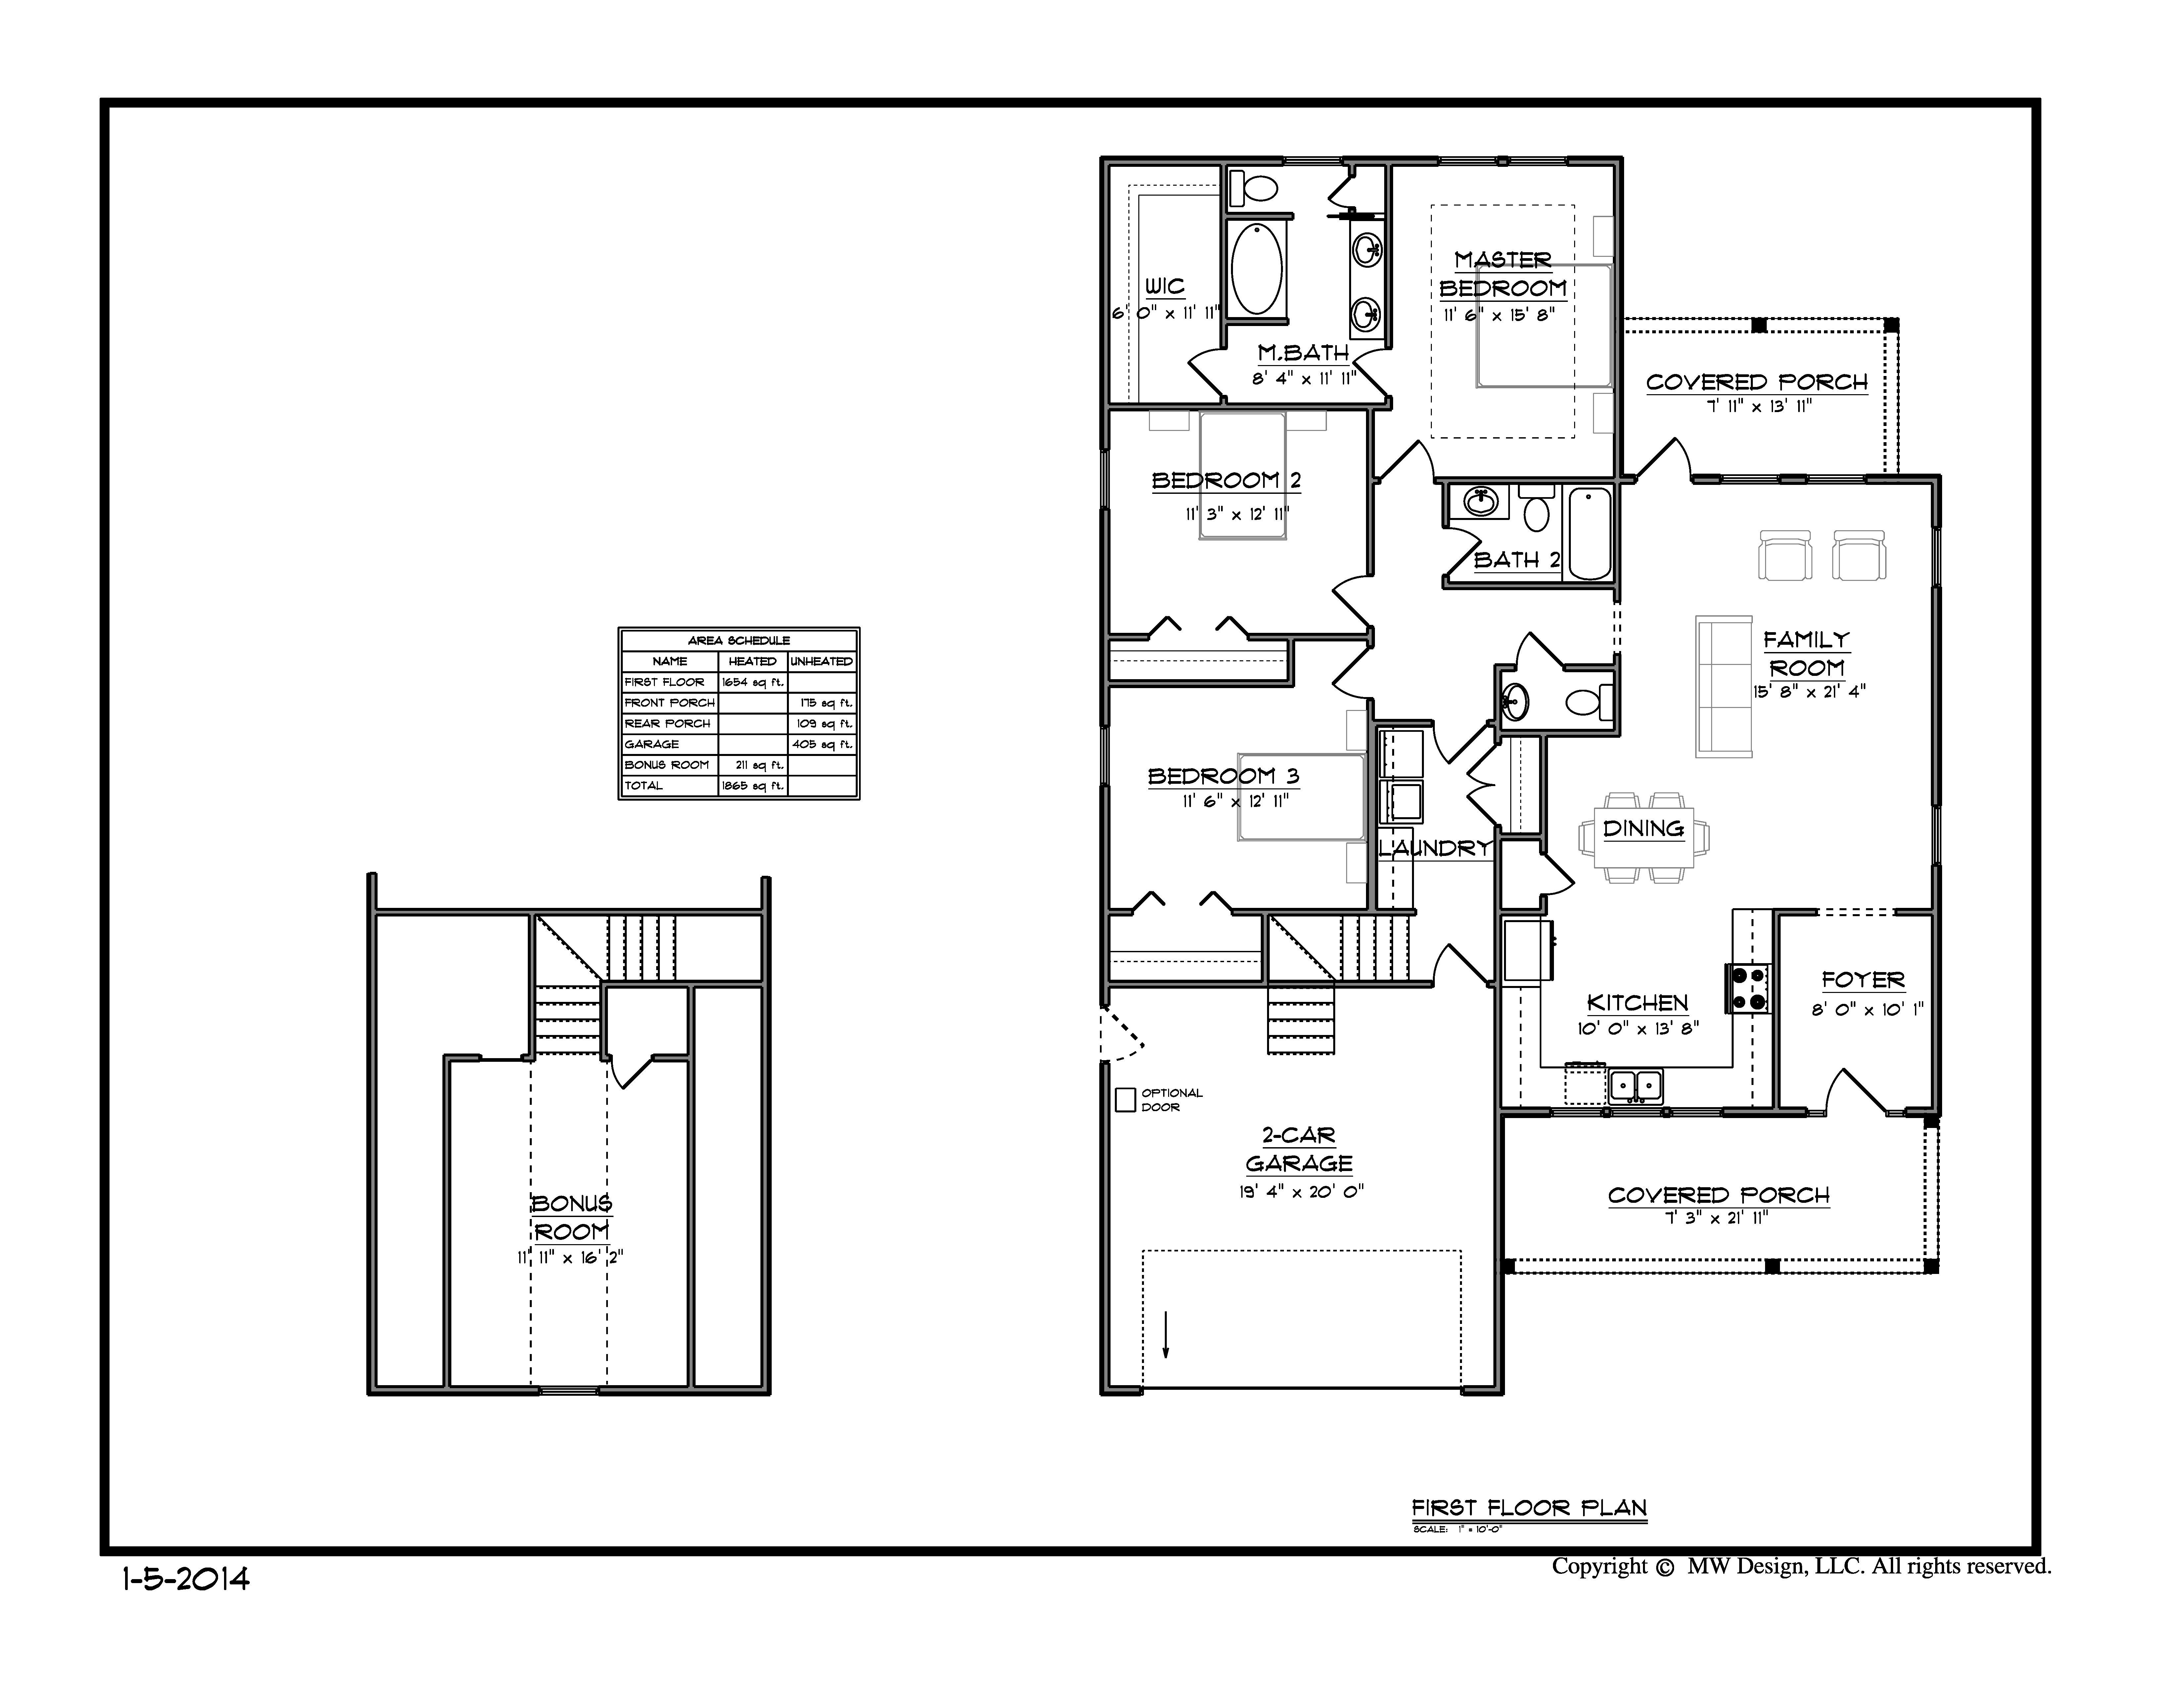 WIC
6' 0" x 11' 11"
M.BATH
8' 4" x 11' 11"
MASTER
BEDROOM
11' 6" x 15' 8"
COVERED PORCH
7' 11" x 13' 11"
BEDROOM 2
11' 3" x 12' 11"
BATH 2
FAMILY
ROOM
15' 8" x 21' 4"
AREA SCHEDULE
NAME HEATED UNHEATED
FIRST FLOOR 1654 sq ft.
FRONT PORCH 175 sq ft.
REAR PORCH 109 sq ft.
GARAGE 405 sq ft.
BONUS ROOM 211 sq ft.
TOTAL 1865 sq ft.
BEDROOM 3
11' 6" x 12' 11"
LAUNDRY
DINING
KITCHEN
10' 0" x 13' 8"
FOYER
8' 0" x 10' 1"
OPTIONAL
DOOR
2-CAR
GARAGE
19' 4" x 20' 0"
COVERED PORCH
7' 3" x 21' 11"
BONUS
ROOM
11' 11" x 16' 2"
FIRST FLOOR PLAN
SCALE: 1" = 10'-0"
1-5-2014
Copyright © MW Design, LLC. All rights reserved.